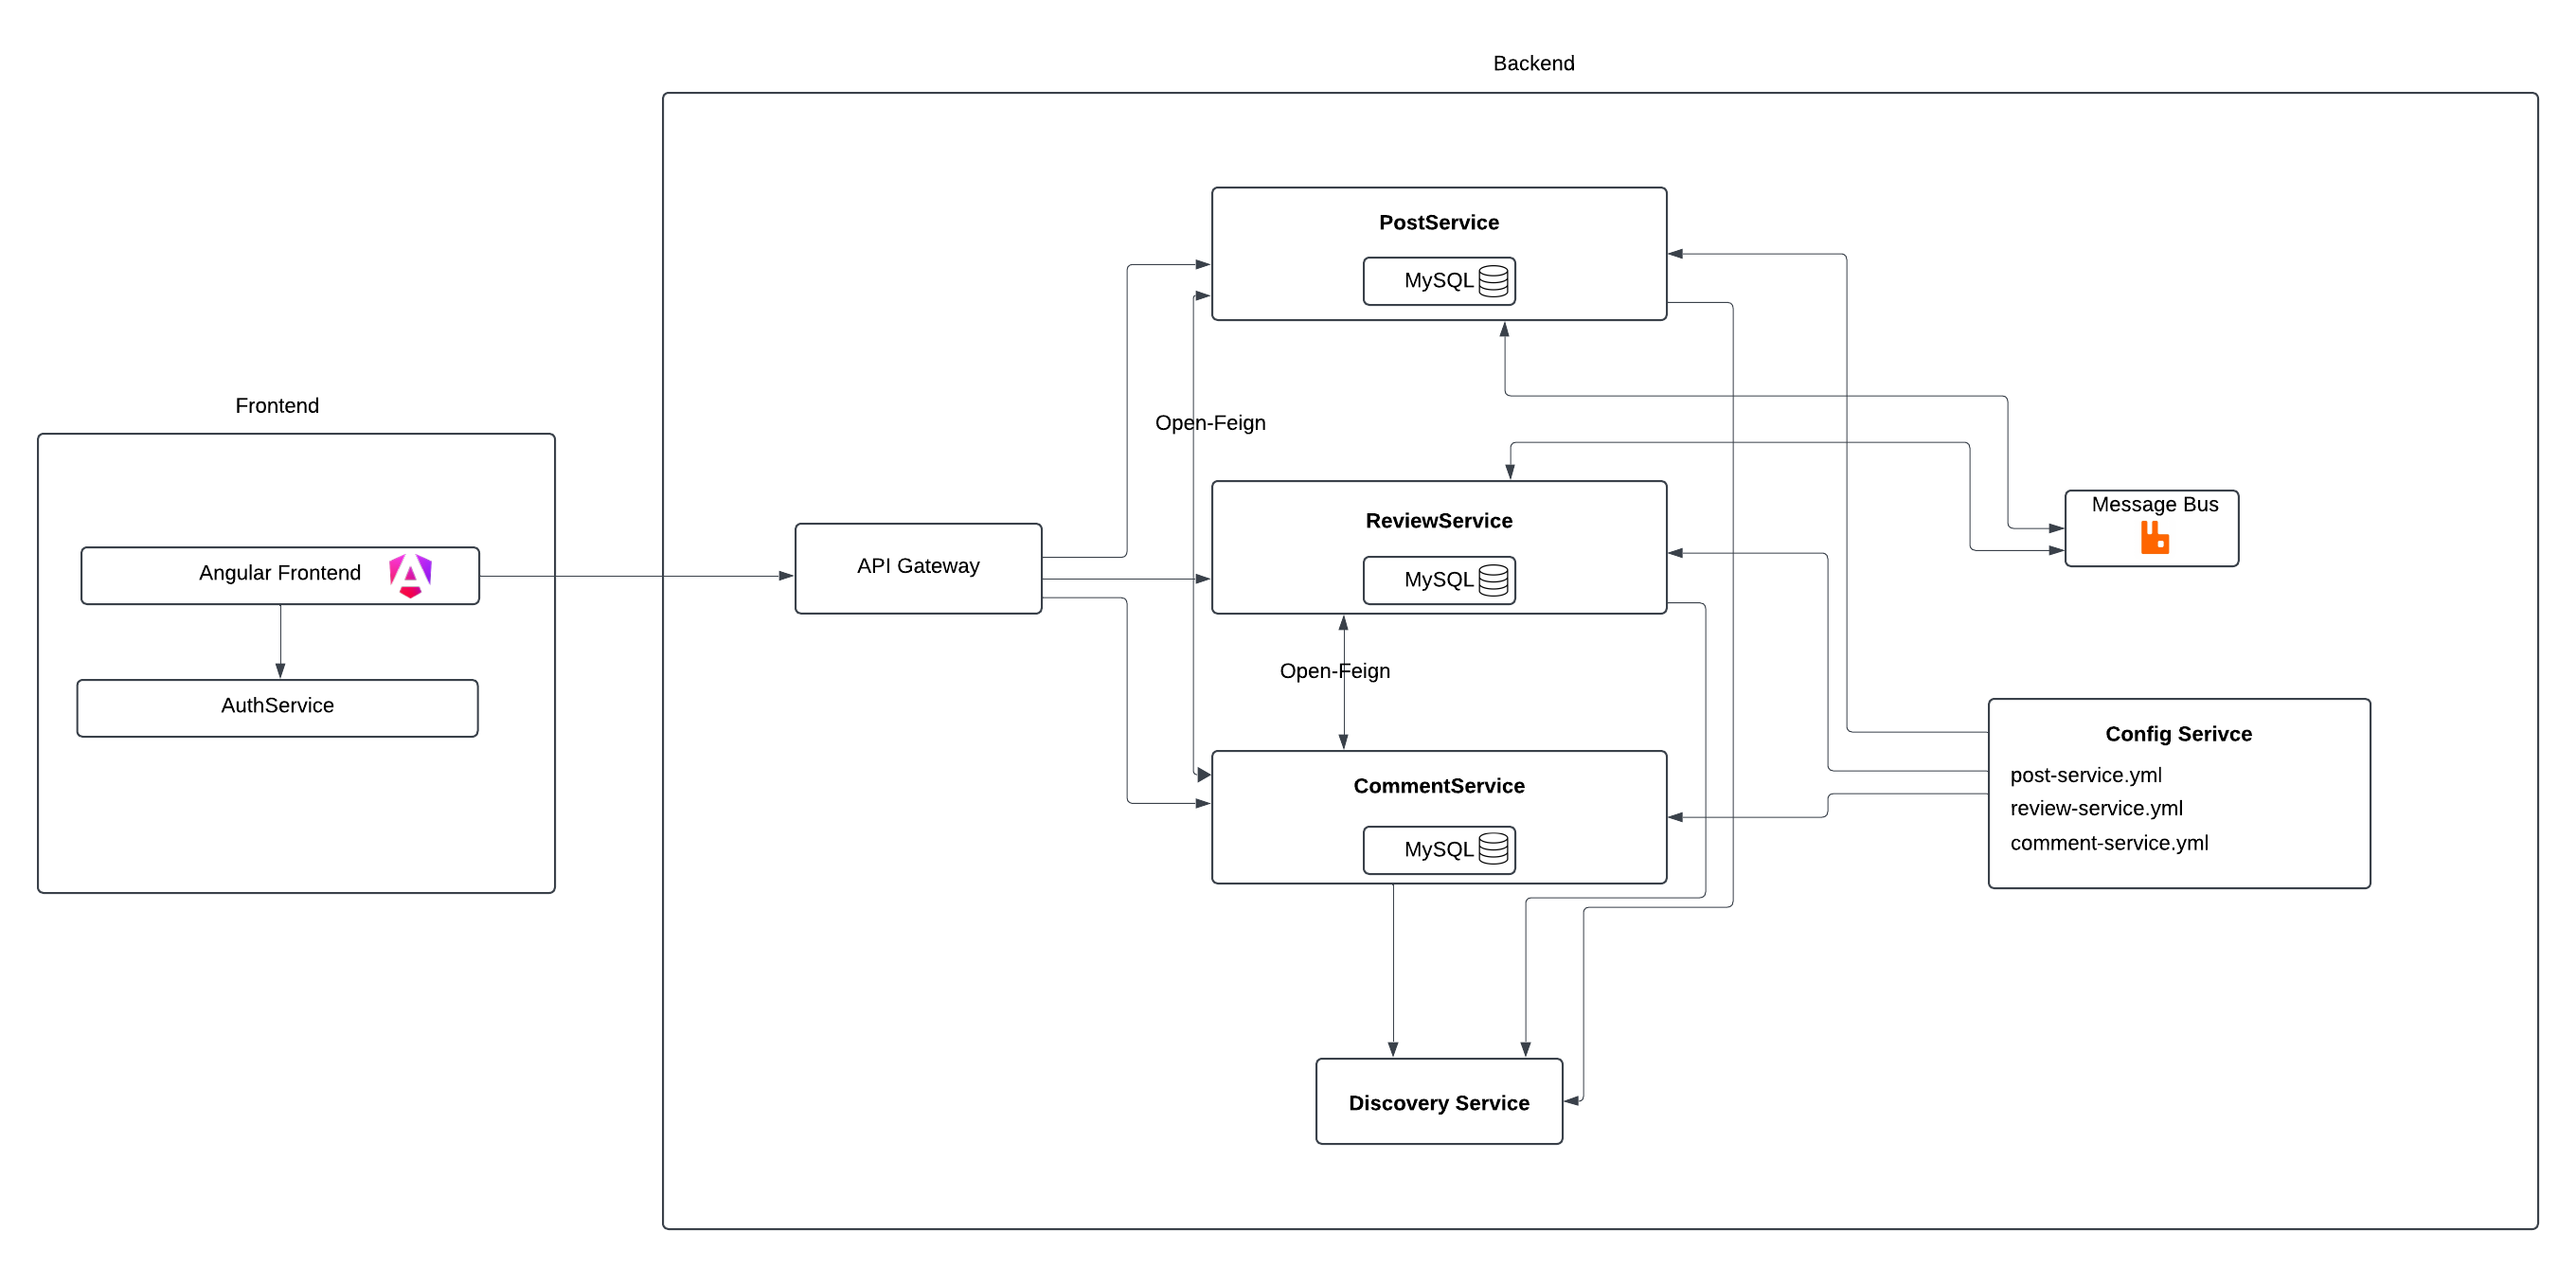 Backend
Frontend
Angular Frontend
AuthService
API Gateway
PostService
MySQL
Open-Feign
ReviewService
MySQL
Open-Feign
CommentService
MySQL
Discovery Service
Message Bus
Config Serivce
post-service.yml
review-service.yml
comment-service.yml